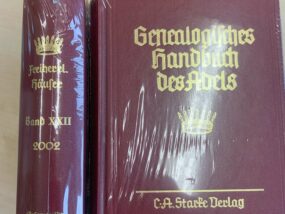 Freiherrl.
Häuser
Band XXII
2002
Genealogisches
Handbuch
des Adels
C. A. Starke Verlag